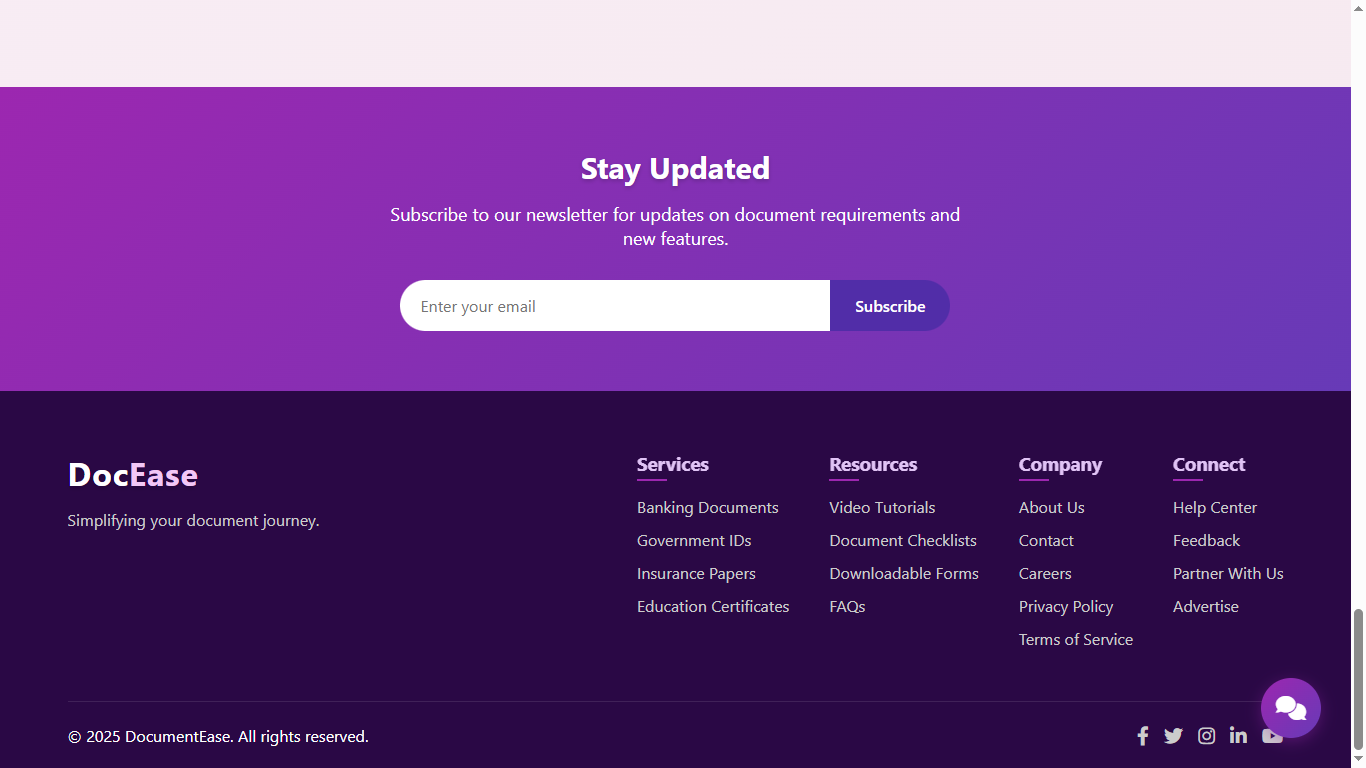 Stay Updated
Subscribe to our newsletter for updates on document requirements and
new features.
Enter your email
Subscribe
DocEase
Simplifying your document journey.
Services
Banking Documents
Government IDs
Insurance Papers
Education Certificates
Resources
Video Tutorials
Document Checklists
Downloadable Forms
FAQs
Company
About Us
Contact
Careers
Privacy Policy
Terms of Service
Connect
Help Center
Feedback
Partner With Us
Advertise
© 2025 DocumentEase. All rights reserved.